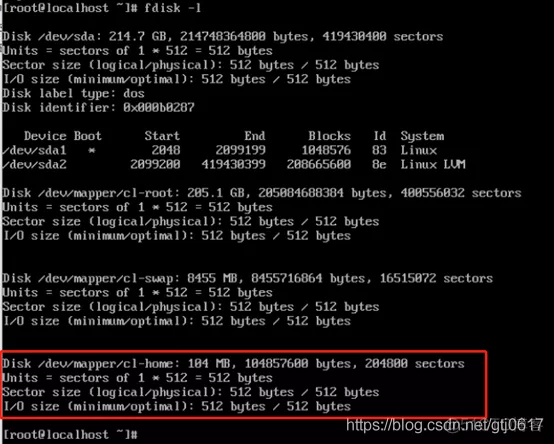 [root@localhost ~]# fdisk -l
Disk /dev/sda: 214.7 GB, 214748364800 bytes, 419430400 sectors
Units = sectors of 1 * 512 = 512 bytes
Sector size (logical/physical): 512 bytes / 512 bytes
I/O size (minimum/optimal): 512 bytes / 512 bytes
Disk label type: dos
Disk identifier: 0x000b0287
Device Boot Start End Blocks Id System
/dev/sda1 * 2048 2099199 1048576 83 Linux
/dev/sda2 2099200 419430399 208665600 8e Linux LVM
Disk /dev/mapper/cl-root: 205.1 GB, 205084688384 bytes, 400556032 sectors
Units = sectors of 1 * 512 = 512 bytes
Sector size (logical/physical): 512 bytes / 512 bytes
I/O size (minimum/optimal): 512 bytes / 512 bytes
Disk /dev/mapper/cl-swap: 8455 MB, 8455716864 bytes, 16515072 sectors
Units = sectors of 1 * 512 = 512 bytes
Sector size (logical/physical): 512 bytes / 512 bytes
I/O size (minimum/optimal): 512 bytes / 512 bytes
Disk /dev/mapper/cl-home: 104 MB, 104857600 bytes, 204800 sectors
Units = sectors of 1 * 512 = 512 bytes
Sector size (logical/physical): 512 bytes / 512 bytes
I/O size (minimum/optimal): 512 bytes / 512 bytes
https://blog.csdn.net/gtj0617
[root@localhost ~]#